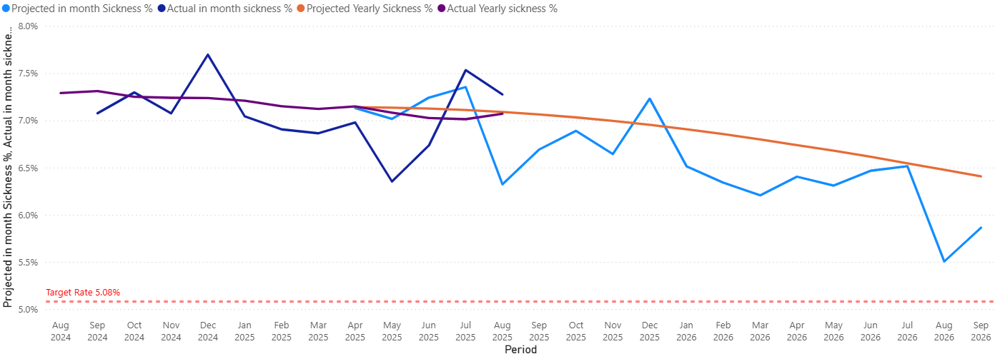 Projected in month Sickness % Actual in month sickness % Projected Yearly Sickness % Actual Yearly sickness %
Projected in month Sickness %, Actual in month sickne...
8.0%
7.5%
7.0%
6.5%
6.0%
5.5%
Target Rate 5.08%
5.0%
Aug Sep Oct Nov Dec Jan Feb Mar Apr May Jun Jul Aug Sep Oct Nov Dec Jan Feb Mar Apr May Jun Jul Aug Sep
2024 2024 2024 2024 2024 2025 2025 2025 2025 2025 2025 2025 2025 2025 2025 2025 2025 2026 2026 2026 2026 2026 2026 2026 2026 2026
Period